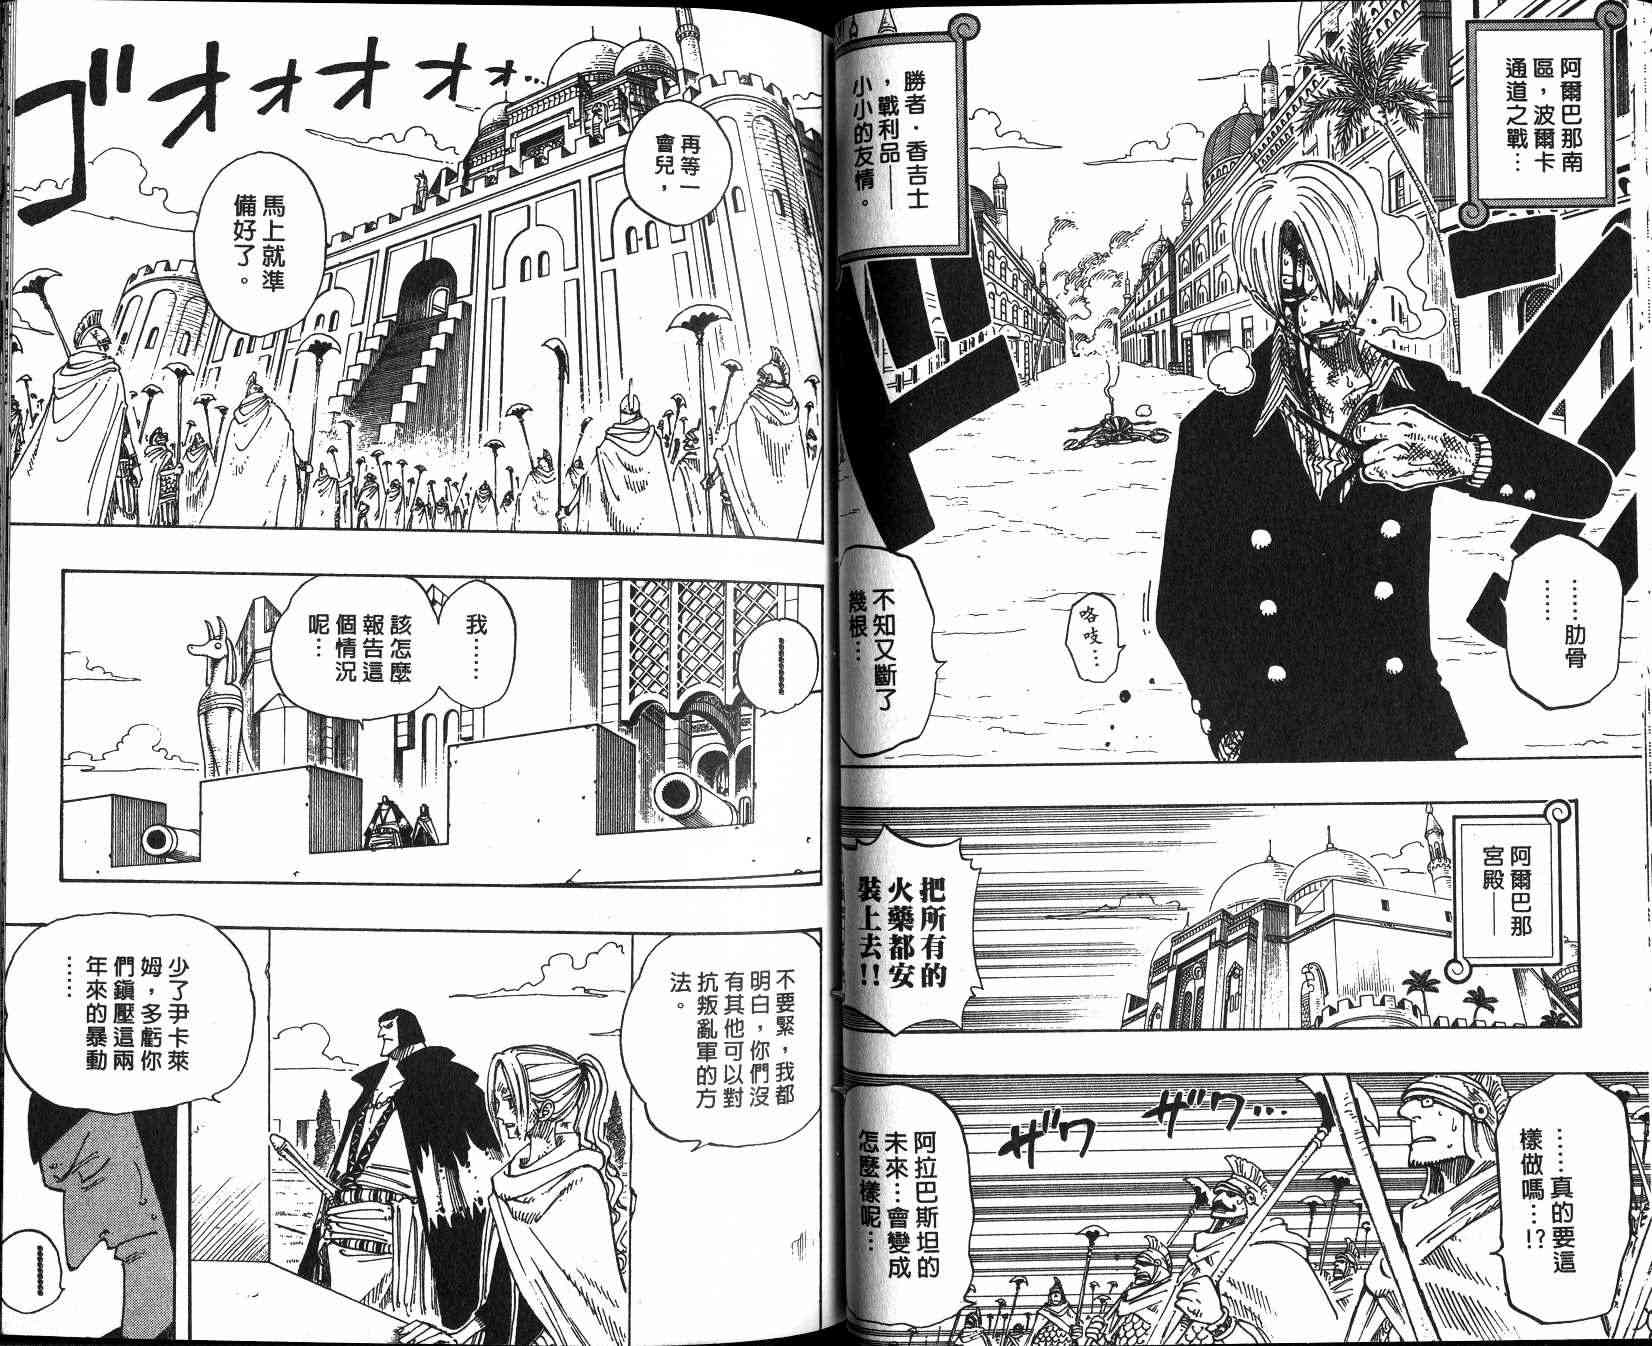 阿爾巴那南
區，波爾卡
通道之戰…
勝者・香吉士
，戰利品——
小小的友情。
………肋骨
……
咯吱…
不知又斷了
幾根…
阿爾巴那
宮殿——
把所有的
火藥都安
裝上去!!
……真的要這
樣做嗎…!?
ザワ ザワ…
阿拉巴斯坦的
未來…會變成
怎麼樣呢…
再等一
會兒，
馬上就準
備好了。
ゴオオオオオ…
…………
我……
該怎麼
報告這
個情況
呢…
不要緊，我都
明白，你們沒
有其他可以對
抗叛亂軍的方
法。
少了尹卡萊
姆，多虧你
們鎮壓這兩
年來的暴動
……
…………